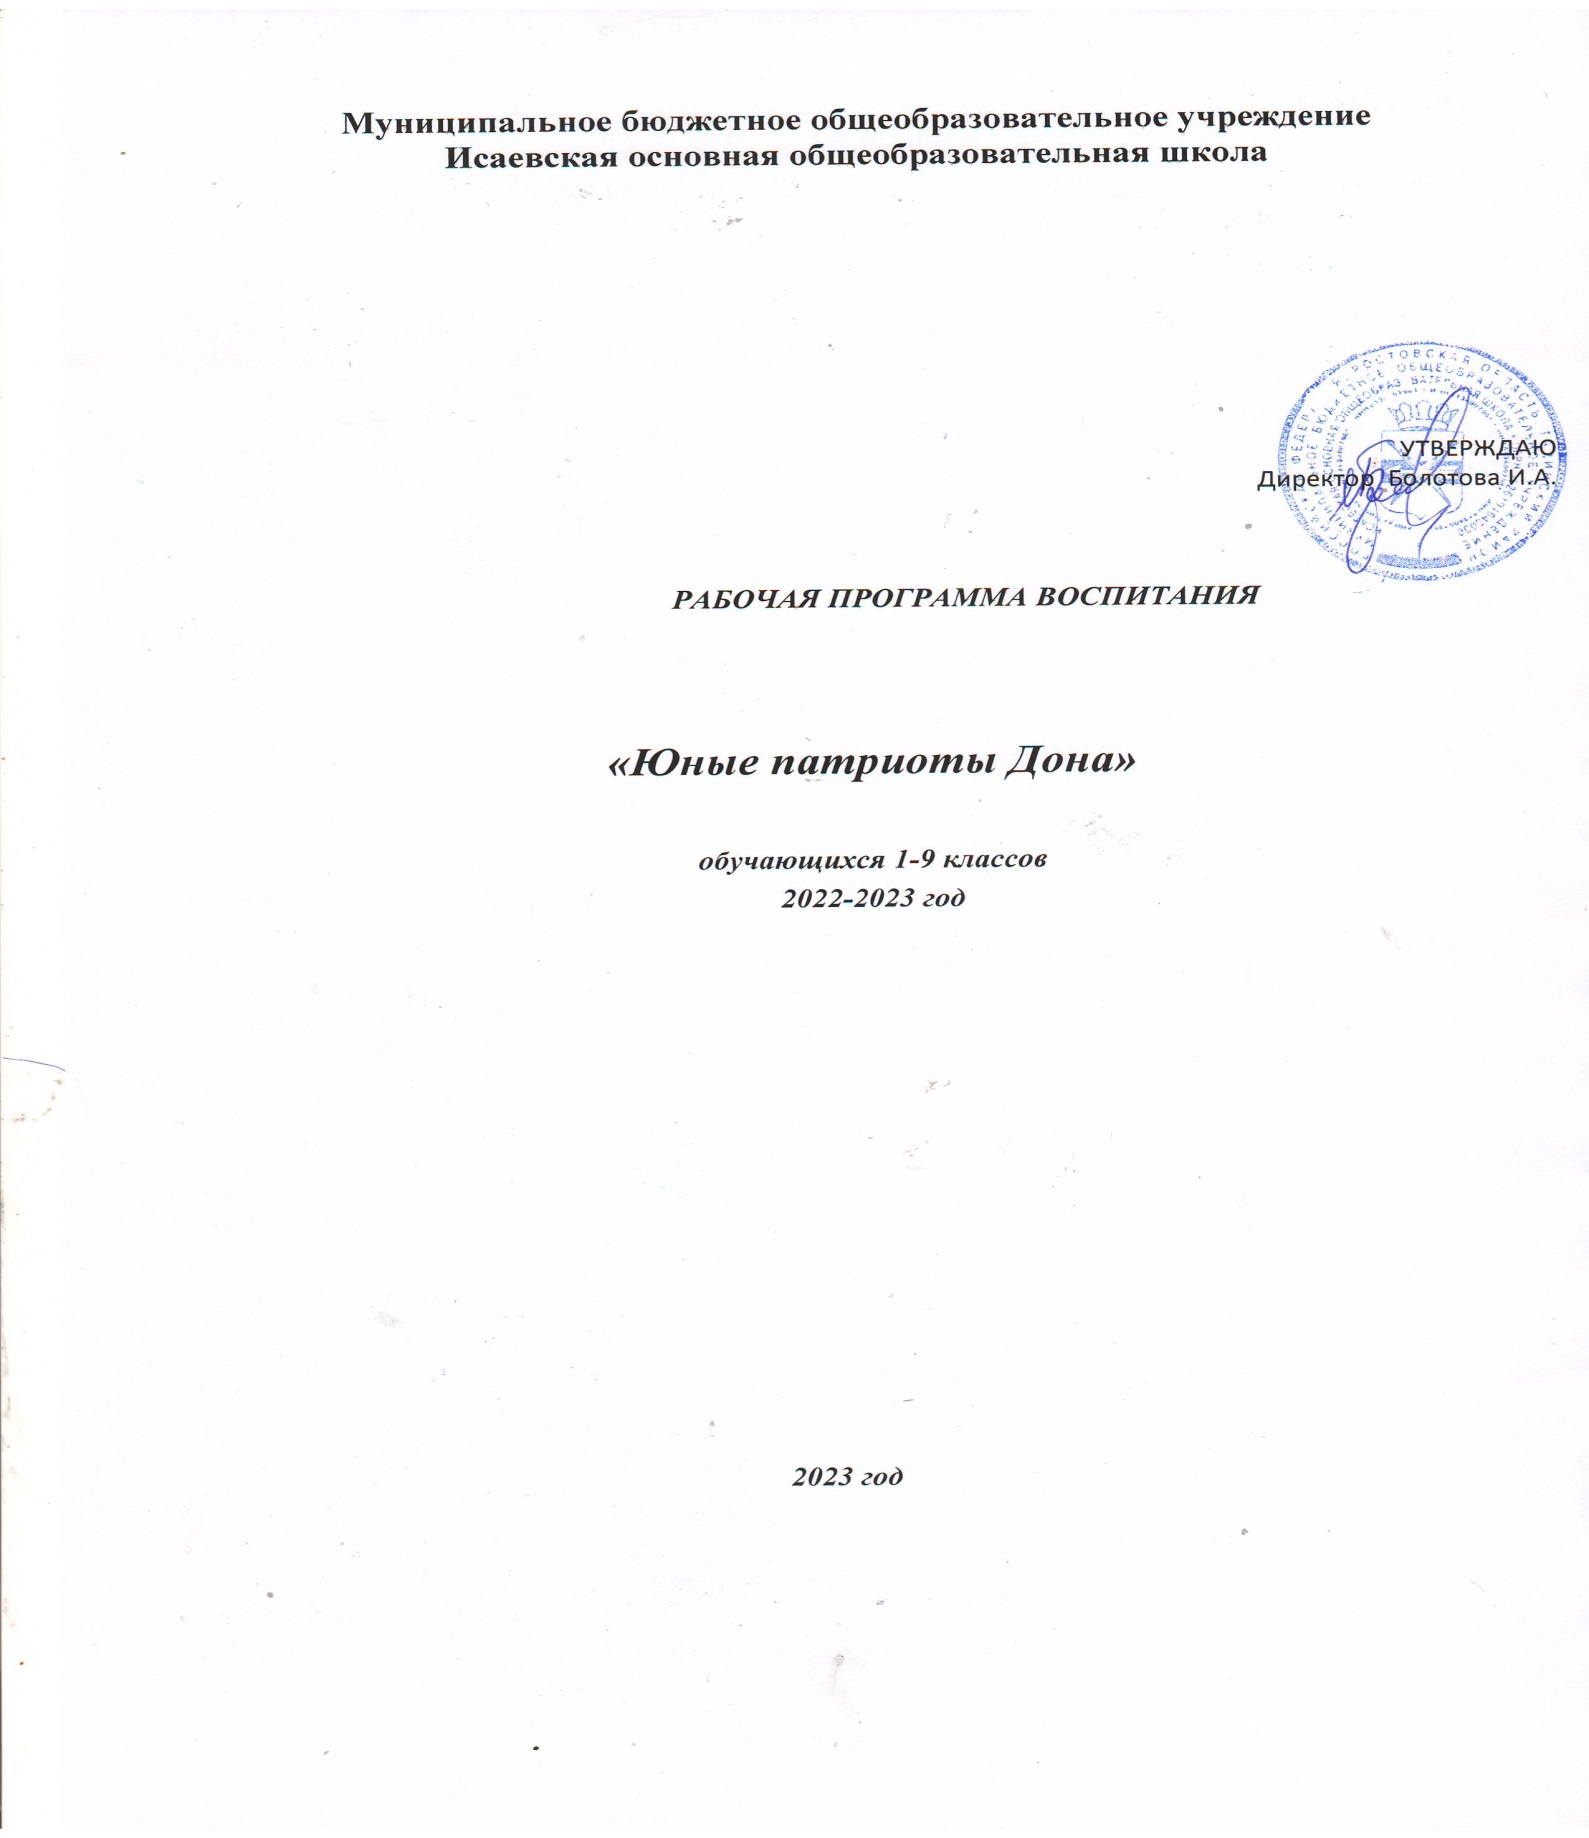 Муниципальное бюджетное общеобразовательное учреждение
Исаевская основная общеобразовательная школа
УТВЕРЖДАЮ
Директор Болотова И.А.
РАБОЧАЯ ПРОГРАММА ВОСПИТАНИЯ
«Юные патриоты Дона»
обучающихся 1-9 классов
2022-2023 год
2023 год